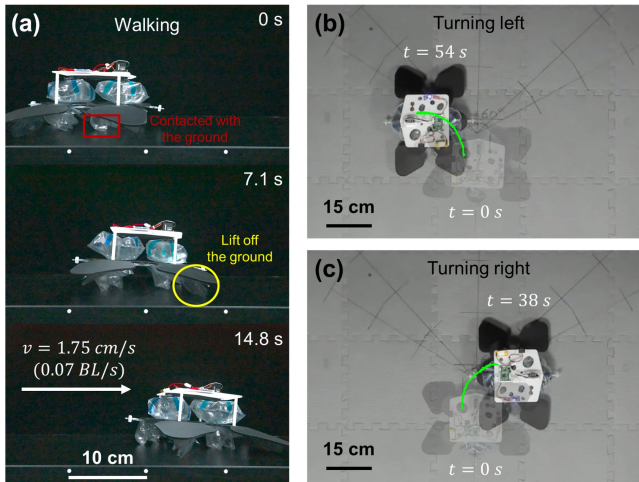 (a)
Walking
0 s
Contacted with
the ground
7.1 s
Lift off
the ground
14.8 s
v = 1.75 cm/s
(0.07 BL/s)
10 cm
(b)
Turning left
t = 54 s
t = 0 s
15 cm
(c)
Turning right
t = 38 s
t = 0 s
15 cm